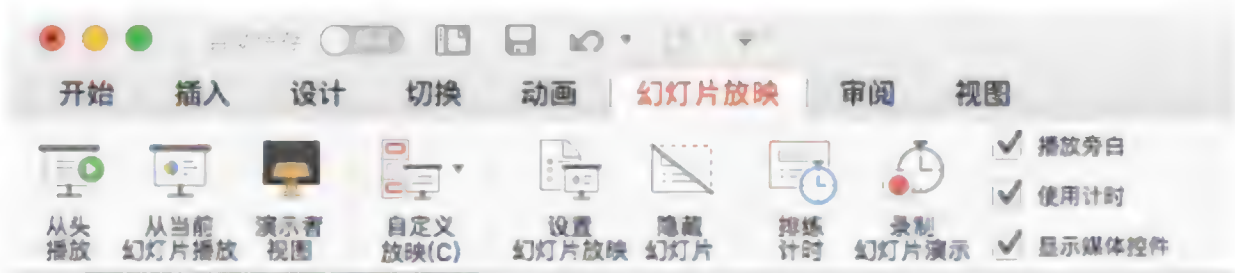 开始 插入 设计 切换 动画 幻灯片放映 审阅 视图
从头 从当前 演示者 自定义 设置 隐藏 排练 录制
播放 幻灯片播放 视图 放映(C) 幻灯片放映 幻灯片 计时 幻灯片演示
播放旁白
使用计时
显示媒体控件